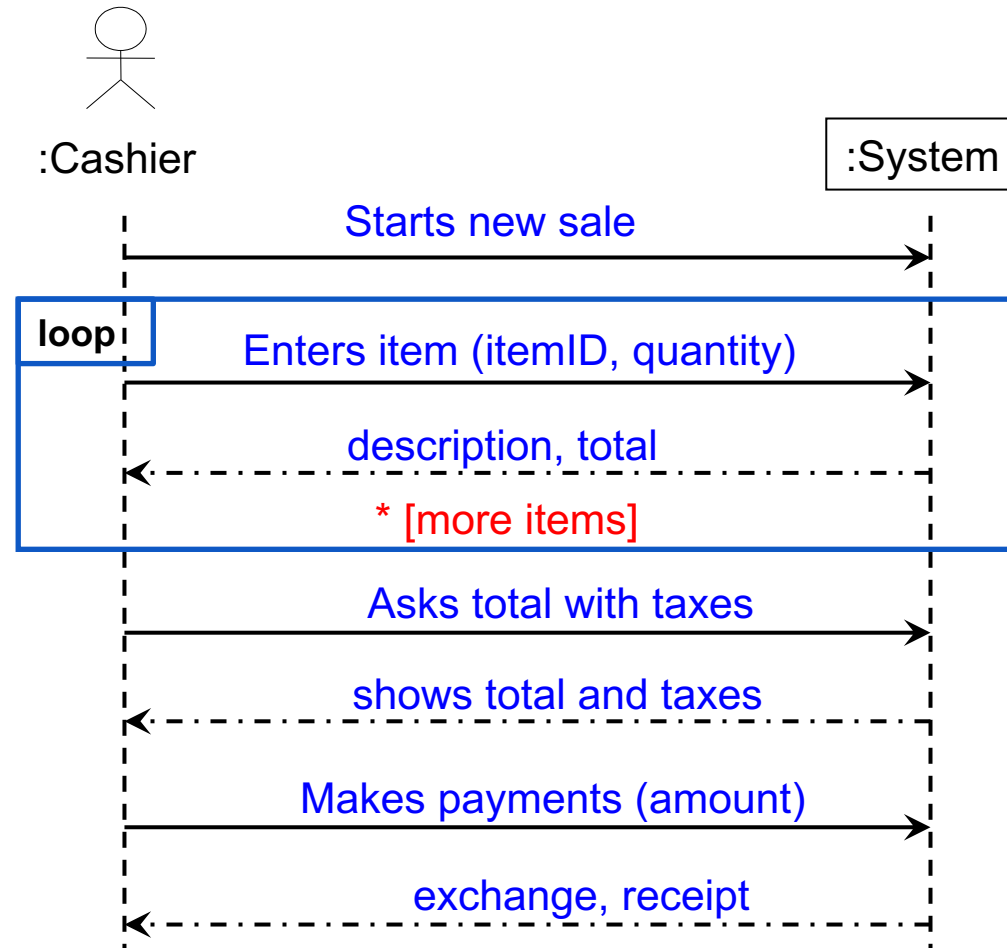 :Cashier
:System
Starts new sale
loop
Enters item (itemID, quantity)
description, total
* [more items]
Asks total with taxes
shows total and taxes
Makes payments (amount)
exchange, receipt